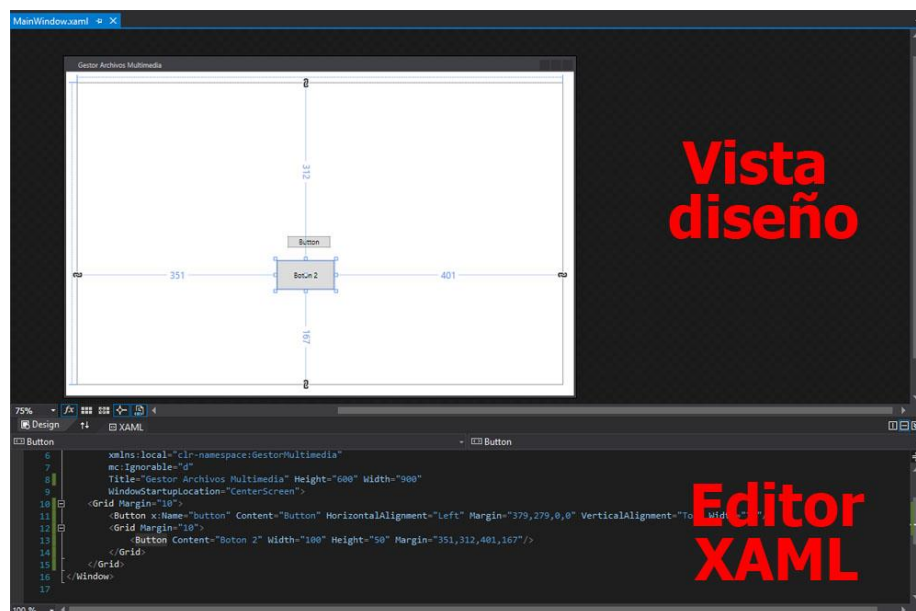 MainWindow.xaml
Gestor Archivos Multimedia
312
Button
351
Boton 2
401
167
Vista
diseño
75%
fx
Design
XAML
Button
Button
6 xmlns:local="clr-namespace:GestorMultimedia"
7 mc:Ignorable="d"
8 Title="Gestor Archivos Multimedia" Height="600" Width="900"
9 WindowStartupLocation="CenterScreen">
10 <Grid Margin="10">
11 <Button x:Name="button" Content="Button" HorizontalAlignment="Left" Margin="379,279,0,0" VerticalAlignment=
12 <Grid Margin="10">
13 <Button Content="Boton 2" Width="100" Height="50" Margin="351,312,401,167"/>
14 </Grid>
15 </Grid>
16 </Window>
17
Editor
XAML
100 %